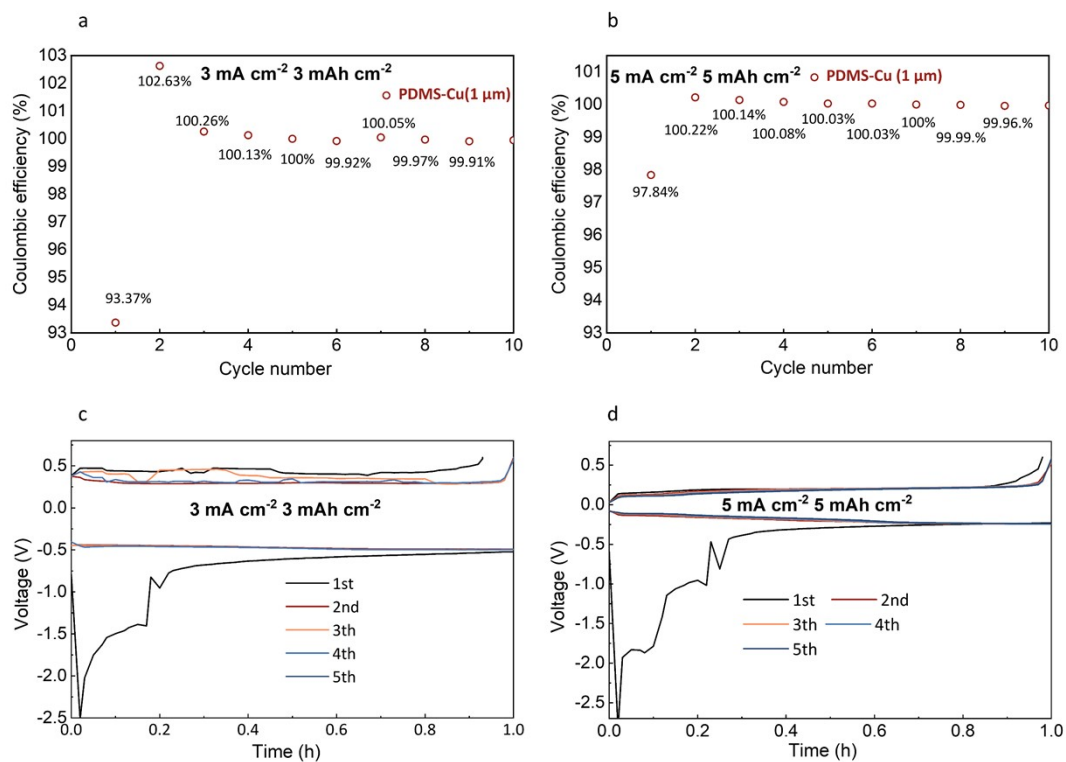 a
3 mA cm⁻² 3 mAh cm⁻²
PDMS-Cu(1 μm)
102.63%
100.26%
100.13%
100%
99.92%
100.05%
99.97%
99.91%
93.37%
103
102
101
100
99
98
97
96
95
94
93
Coulombic efficiency (%)
0
2
4
6
8
10
Cycle number
b
5 mA cm⁻² 5 mAh cm⁻²
PDMS-Cu (1 μm)
100.22%
100.14%
100.08%
100.03%
100.03%
100%
99.99.%
99.96.%
97.84%
101
100
99
98
97
96
95
94
93
Coulombic efficiency (%)
0
2
4
6
8
10
Cycle number
c
3 mA cm⁻² 3 mAh cm⁻²
1st
2nd
3th
4th
5th
0.5
0.0
-0.5
-1.0
-1.5
-2.0
-2.5
Voltage (V)
0.0
0.2
0.4
0.6
0.8
1.0
Time (h)
d
5 mA cm⁻² 5 mAh cm⁻²
1st 2nd
3th 4th
5th
0.5
0.0
-0.5
-1.0
-1.5
-2.0
-2.5
Voltage (V)
0.0
0.2
0.4
0.6
0.8
1.0
Time (h)